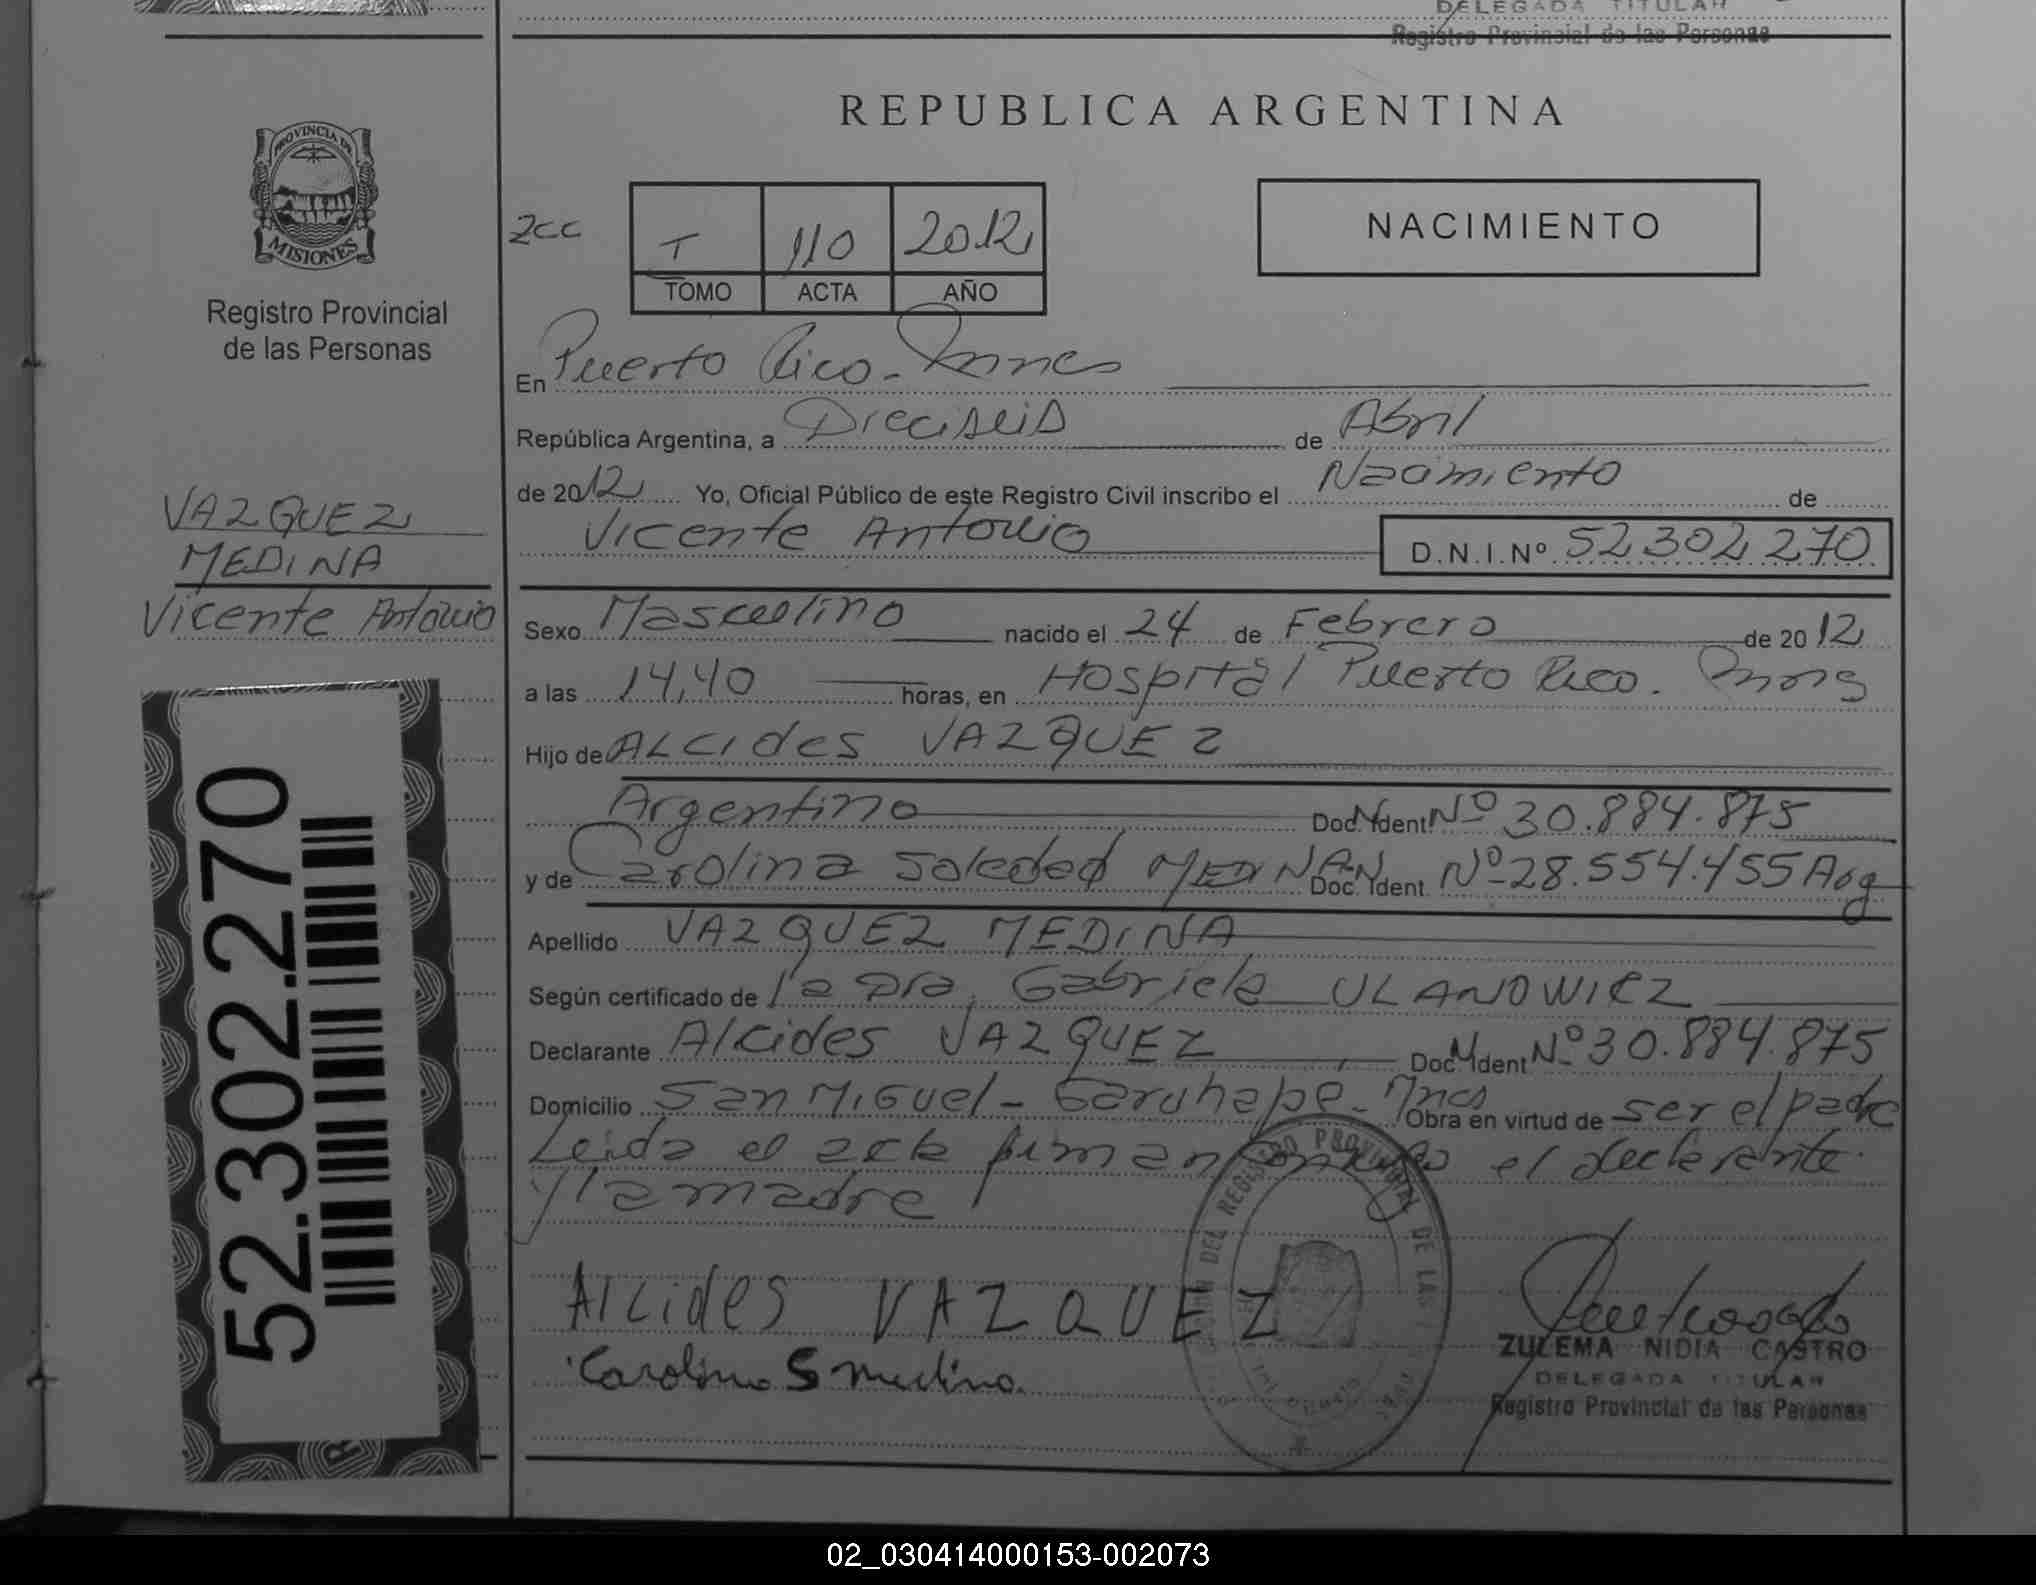 DELEGADA TITULAR
Registro Provincial de las Personas
PROVINCIA DE
MISIONES
Registro Provincial
de las Personas
VAZQUEZ
MEDINA
Vicente Antonio
52.302.270
REPUBLICA ARGENTINA
zcc
T 110 2012
TOMO ACTA AÑO
NACIMIENTO
En Puerto Rico - Mnes
República Argentina, a Dieciseis de Abril
de 2012 Yo, Oficial Público de este Registro Civil inscribo el Nacimiento de
Vicente Antonio D.N.I.Nº 52302270
Sexo Masculino nacido el 24 de Febrero de 2012
a las 14,40 horas, en Hospital Puerto Rico. Mnes
Hijo de Alcides VAZQUEZ
Argentino Doc. Ident Nº 30.884.875
y de Carolina Soledad MEDINA Doc. Ident. Nº 28.554.455 Arg
Apellido VAZQUEZ MEDINA
Según certificado de la Dra. Gabriela ULANOWICZ
Declarante Alcides VAZQUEZ Doc. Ident Nº 30.884.875
Domicilio San Miguel - Garuhapé - Mnes Obra en virtud de ser el padre
Leida el acta firman conmigo el declarante
y la madre
Alcides VAZQUEZ
Carolina S Medina
ZULEMA NIDIA CASTRO
DELEGADA TITULAR
Registro Provincial de las Personas
02_030414000153-002073